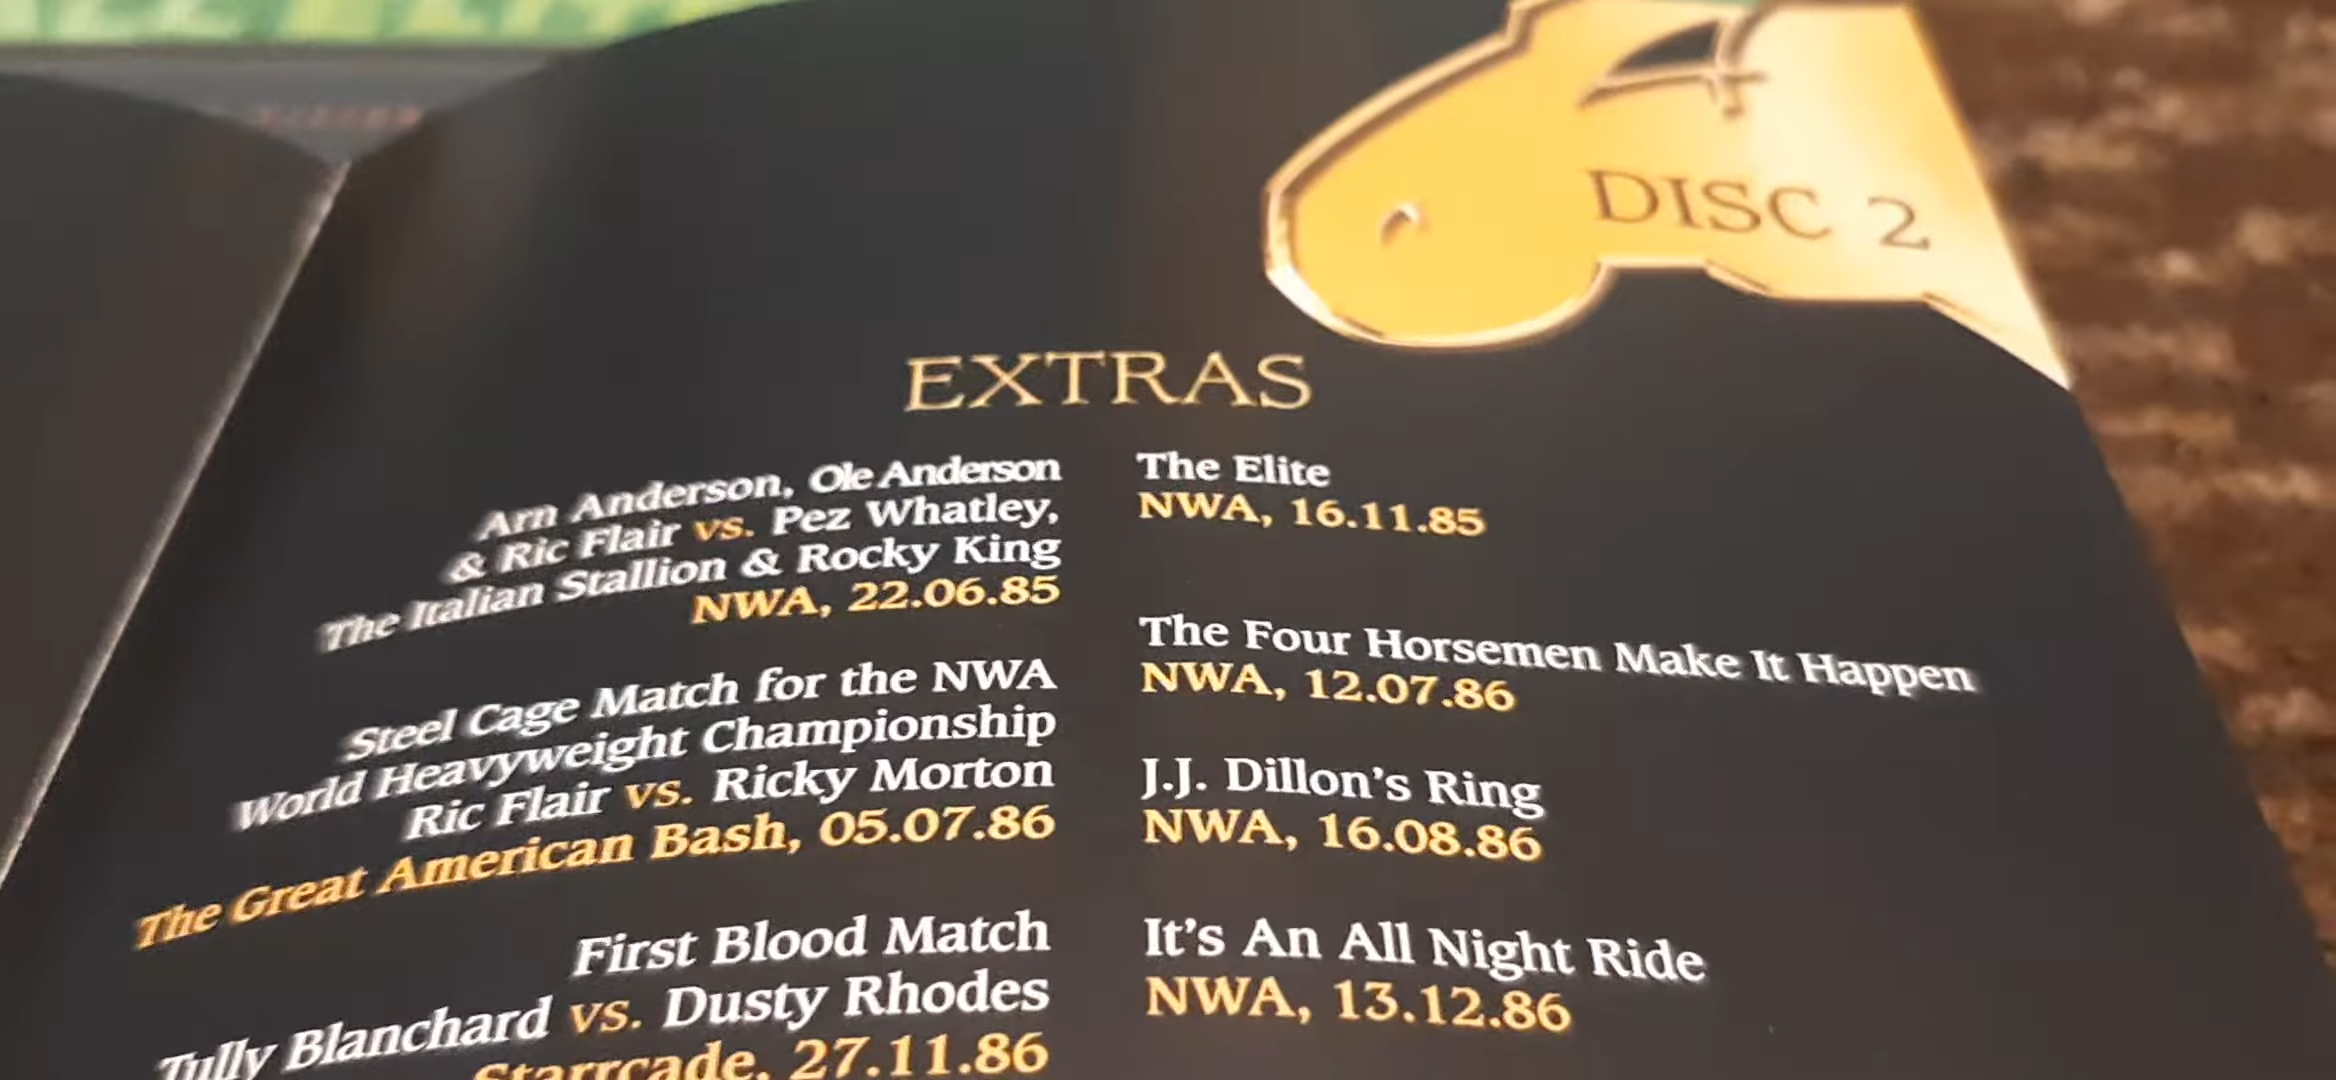 DISC 2
EXTRAS
Arn Anderson, Ole Anderson
& Ric Flair vs. Pez Whatley,
The Italian Stallion & Rocky King
NWA, 22.06.85
Steel Cage Match for the NWA
World Heavyweight Championship
Ric Flair vs. Ricky Morton
The Great American Bash, 05.07.86
First Blood Match
Tully Blanchard vs. Dusty Rhodes
Starrcade, 27.11.86
The Elite
NWA, 16.11.85
The Four Horsemen Make It Happen
NWA, 12.07.86
J.J. Dillon's Ring
NWA, 16.08.86
It's An All Night Ride
NWA, 13.12.86